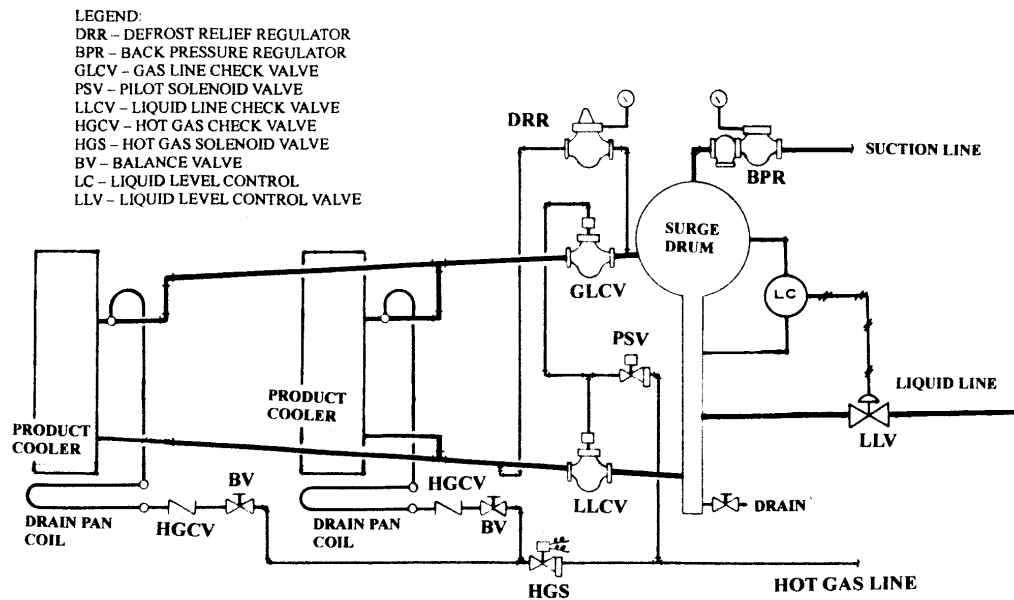 LEGEND:
DRR – DEFROST RELIEF REGULATOR
BPR – BACK PRESSURE REGULATOR
GLCV – GAS LINE CHECK VALVE
PSV – PILOT SOLENOID VALVE
LLCV – LIQUID LINE CHECK VALVE
HGCV – HOT GAS CHECK VALVE
HGS – HOT GAS SOLENOID VALVE
BV – BALANCE VALVE
LC – LIQUID LEVEL CONTROL
LLV – LIQUID LEVEL CONTROL VALVE
DRR
BPR
SUCTION LINE
SURGE
DRUM
GLCV
LC
PSV
LIQUID LINE
LLV
PRODUCT
COOLER
PRODUCT
COOLER
BV
HGCV
DRAIN PAN
COIL
HGCV
DRAIN PAN
COIL
BV
LLCV
DRAIN
HGS
HOT GAS LINE